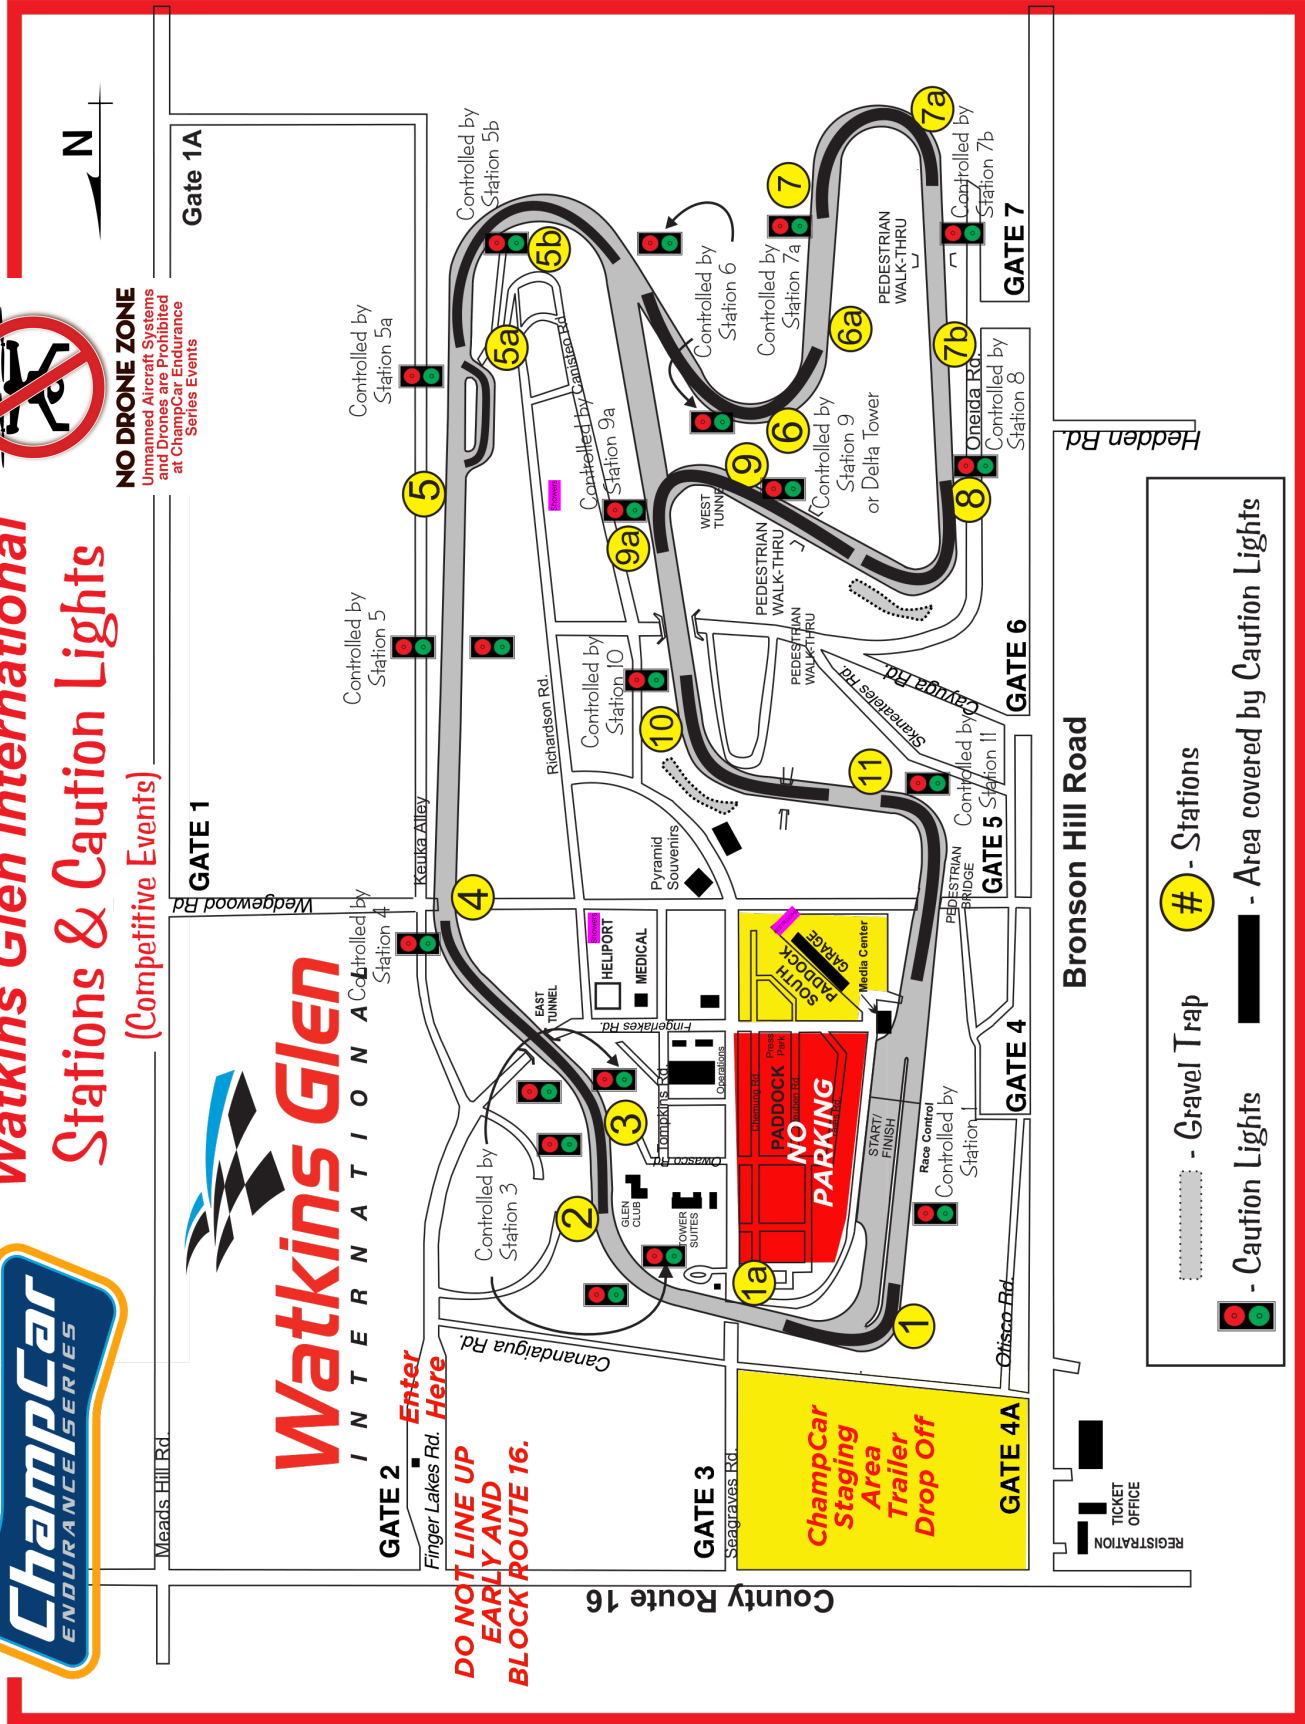 Watkins Glen International
Stations & Caution Lights
(Competitive Events)
ChampCar
ENDURANCE SERIES
NO DRONE ZONE
Unmanned Aircraft Systems
and Drones are Prohibited
at ChampCar Endurance
Series Events
N
Watkins Glen
INTERNATIONAL
Meads Hill Rd.
Gate 1A
GATE 1
Wedgewood Rd
Keuka Alley
GATE 2
Finger Lakes Rd.
Enter
Here
DO NOT LINE UP
EARLY AND
BLOCK ROUTE 16.
County Route 16
Canandaigua Rd.
GATE 3
Seagraves Rd.
ChampCar
Staging
Area
Trailer
Drop Off
GATE 4A
Otisco Rd.
TICKET
OFFICE
REGISTRATION
Bronson Hill Road
Hedden Rd.
GATE 4
GATE 5
GATE 6
GATE 7
Controlled by
Station 5a
Controlled by
Station 5b
Controlled by
Station 5
Controlled by
Station 4
Controlled by
Station 3
Controlled by
Station 1
Controlled by
Station 11
Controlled by
Station 10
Controlled by
Station 9a
Controlled by
Station 9
or Delta Tower
Controlled by
Station 8
Controlled by
Station 7b
Controlled by
Station 7a
Controlled by
Station 6
1
1a
2
3
4
5
5a
5b
6
6a
7
7a
7b
8
9
9a
10
11
Richardson Rd.
Canisteo Rd
Showers
Showers
EAST
TUNNEL
HELIPORT
MEDICAL
Fingerlakes Rd.
Tompkins Rd.
Owasco Rd.
Operations
GLEN
CLUB
TOWER
SUITES
Pyramid
Souvenirs
SOUTH
PADDOCK
GARAGE
Media Center
Chemung Rd.
PADDOCK
Press
Park
NO
PARKING
START/
FINISH
Race Control
PEDESTRIAN
BRIDGE
Skaneateles Rd.
Cayuga Rd.
PEDESTRIAN
WALK-THRU
PEDESTRIAN
WALK-THRU
PEDESTRIAN
WALK-THRU
WEST
TUNNEL
Oneida Rd.
- Caution Lights
- Gravel Trap
# - Stations
- Area covered by Caution Lights